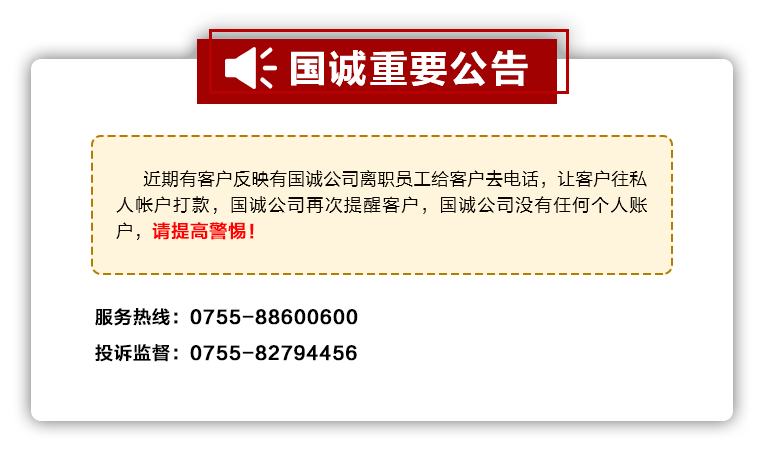 国诚重要公告
近期有客户反映有国诚公司离职员工给客户去电话，让客户往私
人帐户打款，国诚公司再次提醒客户，国诚公司没有任何个人账
户，请提高警惕！
服务热线：0755-88600600
投诉监督：0755-82794456